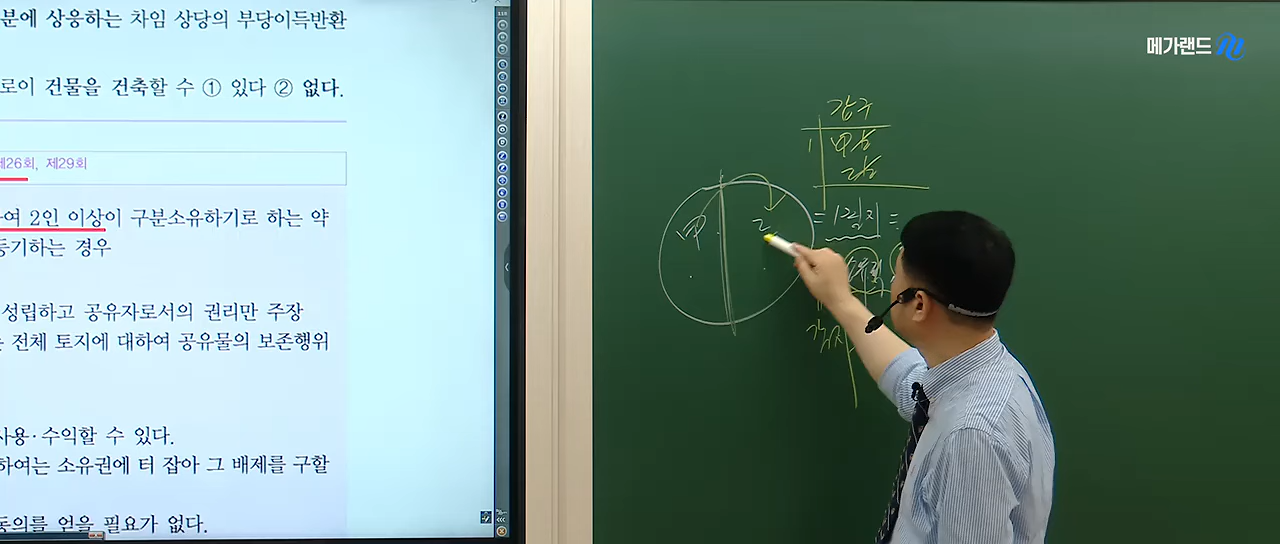 분에 상응하는 차임 상당의 부당이득반환
로이 건물을 건축할 수 ① 있다 ② 없다.
제26회, 제29회
하여 2인 이상이 구분소유하기로 하는 약
등기하는 경우
성립하고 공유자로서의 권리만 주장
는 전체 토지에 대하여 공유물의 보존행위
사용·수익할 수 있다.
하여는 소유권에 터 잡아 그 배제를 구할
동의를 얻을 필요가 없다.
메가랜드
갑구
1 甲
乙
= 1필지 =
甲
乙